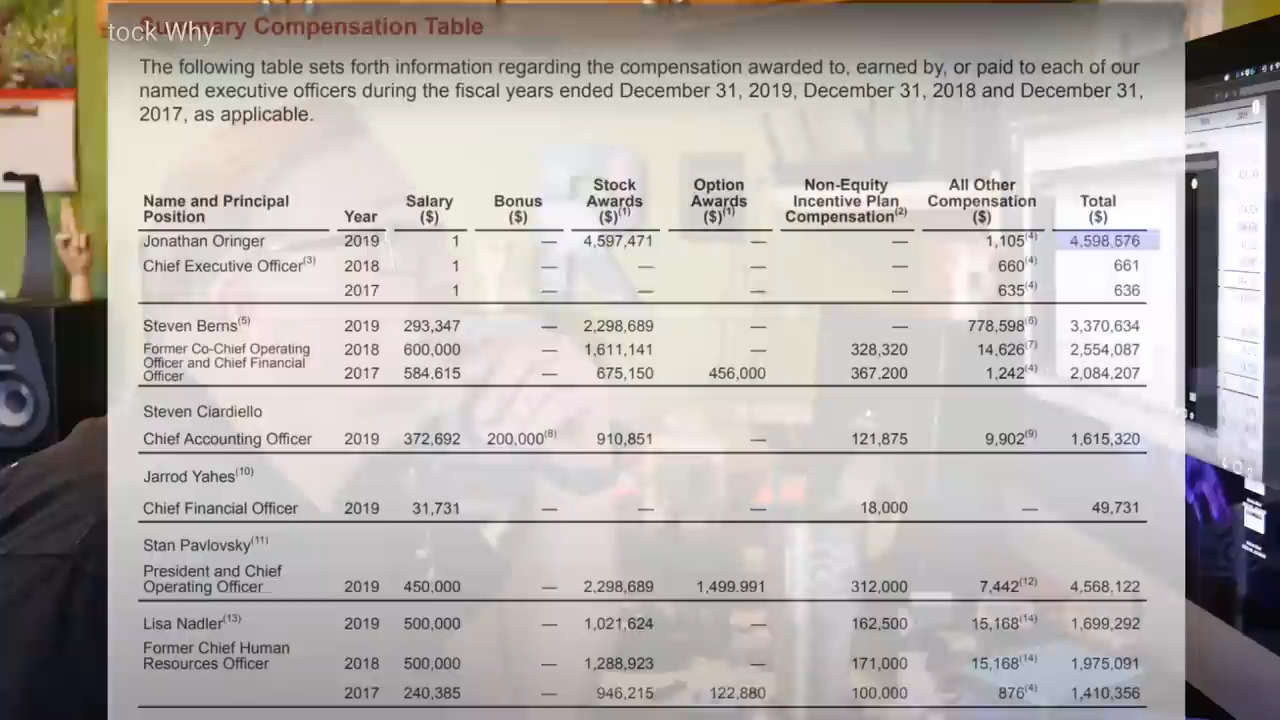 tock Why
Summary Compensation Table
The following table sets forth information regarding the compensation awarded to, earned by, or paid to each of our
named executive officers during the fiscal years ended December 31, 2019, December 31, 2018 and December 31,
2017, as applicable.
Name and Principal Position Year Salary ($) Bonus ($) Stock Awards ($)(1) Option Awards ($)(1) Non-Equity Incentive Plan Compensation(2) All Other Compensation ($) Total ($)
Jonathan Oringer 2019 1 — 4,597,471 — — 1,105(4) 4,598,576
Chief Executive Officer(3) 2018 1 — — — — 660(4) 661
2017 1 — — — — 635(4) 636
Steven Berns(5) 2019 293,347 — 2,298,689 — — 778,598(6) 3,370,634
Former Co-Chief Operating 2018 600,000 — 1,611,141 — 328,320 14,626(7) 2,554,087
Officer and Chief Financial
Officer 2017 584,615 — 675,150 456,000 367,200 1,242(4) 2,084,207
Steven Ciardiello
Chief Accounting Officer 2019 372,692 200,000(8) 910,851 — 121,875 9,902(9) 1,615,320
Jarrod Yahes(10)
Chief Financial Officer 2019 31,731 — — — 18,000 — 49,731
Stan Pavlovsky(11)
President and Chief
Operating Officer 2019 450,000 — 2,298,689 1,499.991 312,000 7,442(12) 4,568,122
Lisa Nadler(13) 2019 500,000 — 1,021,624 — 162,500 15,168(14) 1,699,292
Former Chief Human
Resources Officer 2018 500,000 — 1,288,923 — 171,000 15,168(14) 1,975,091
2017 240,385 — 946,215 122,880 100,000 876(4) 1,410,356